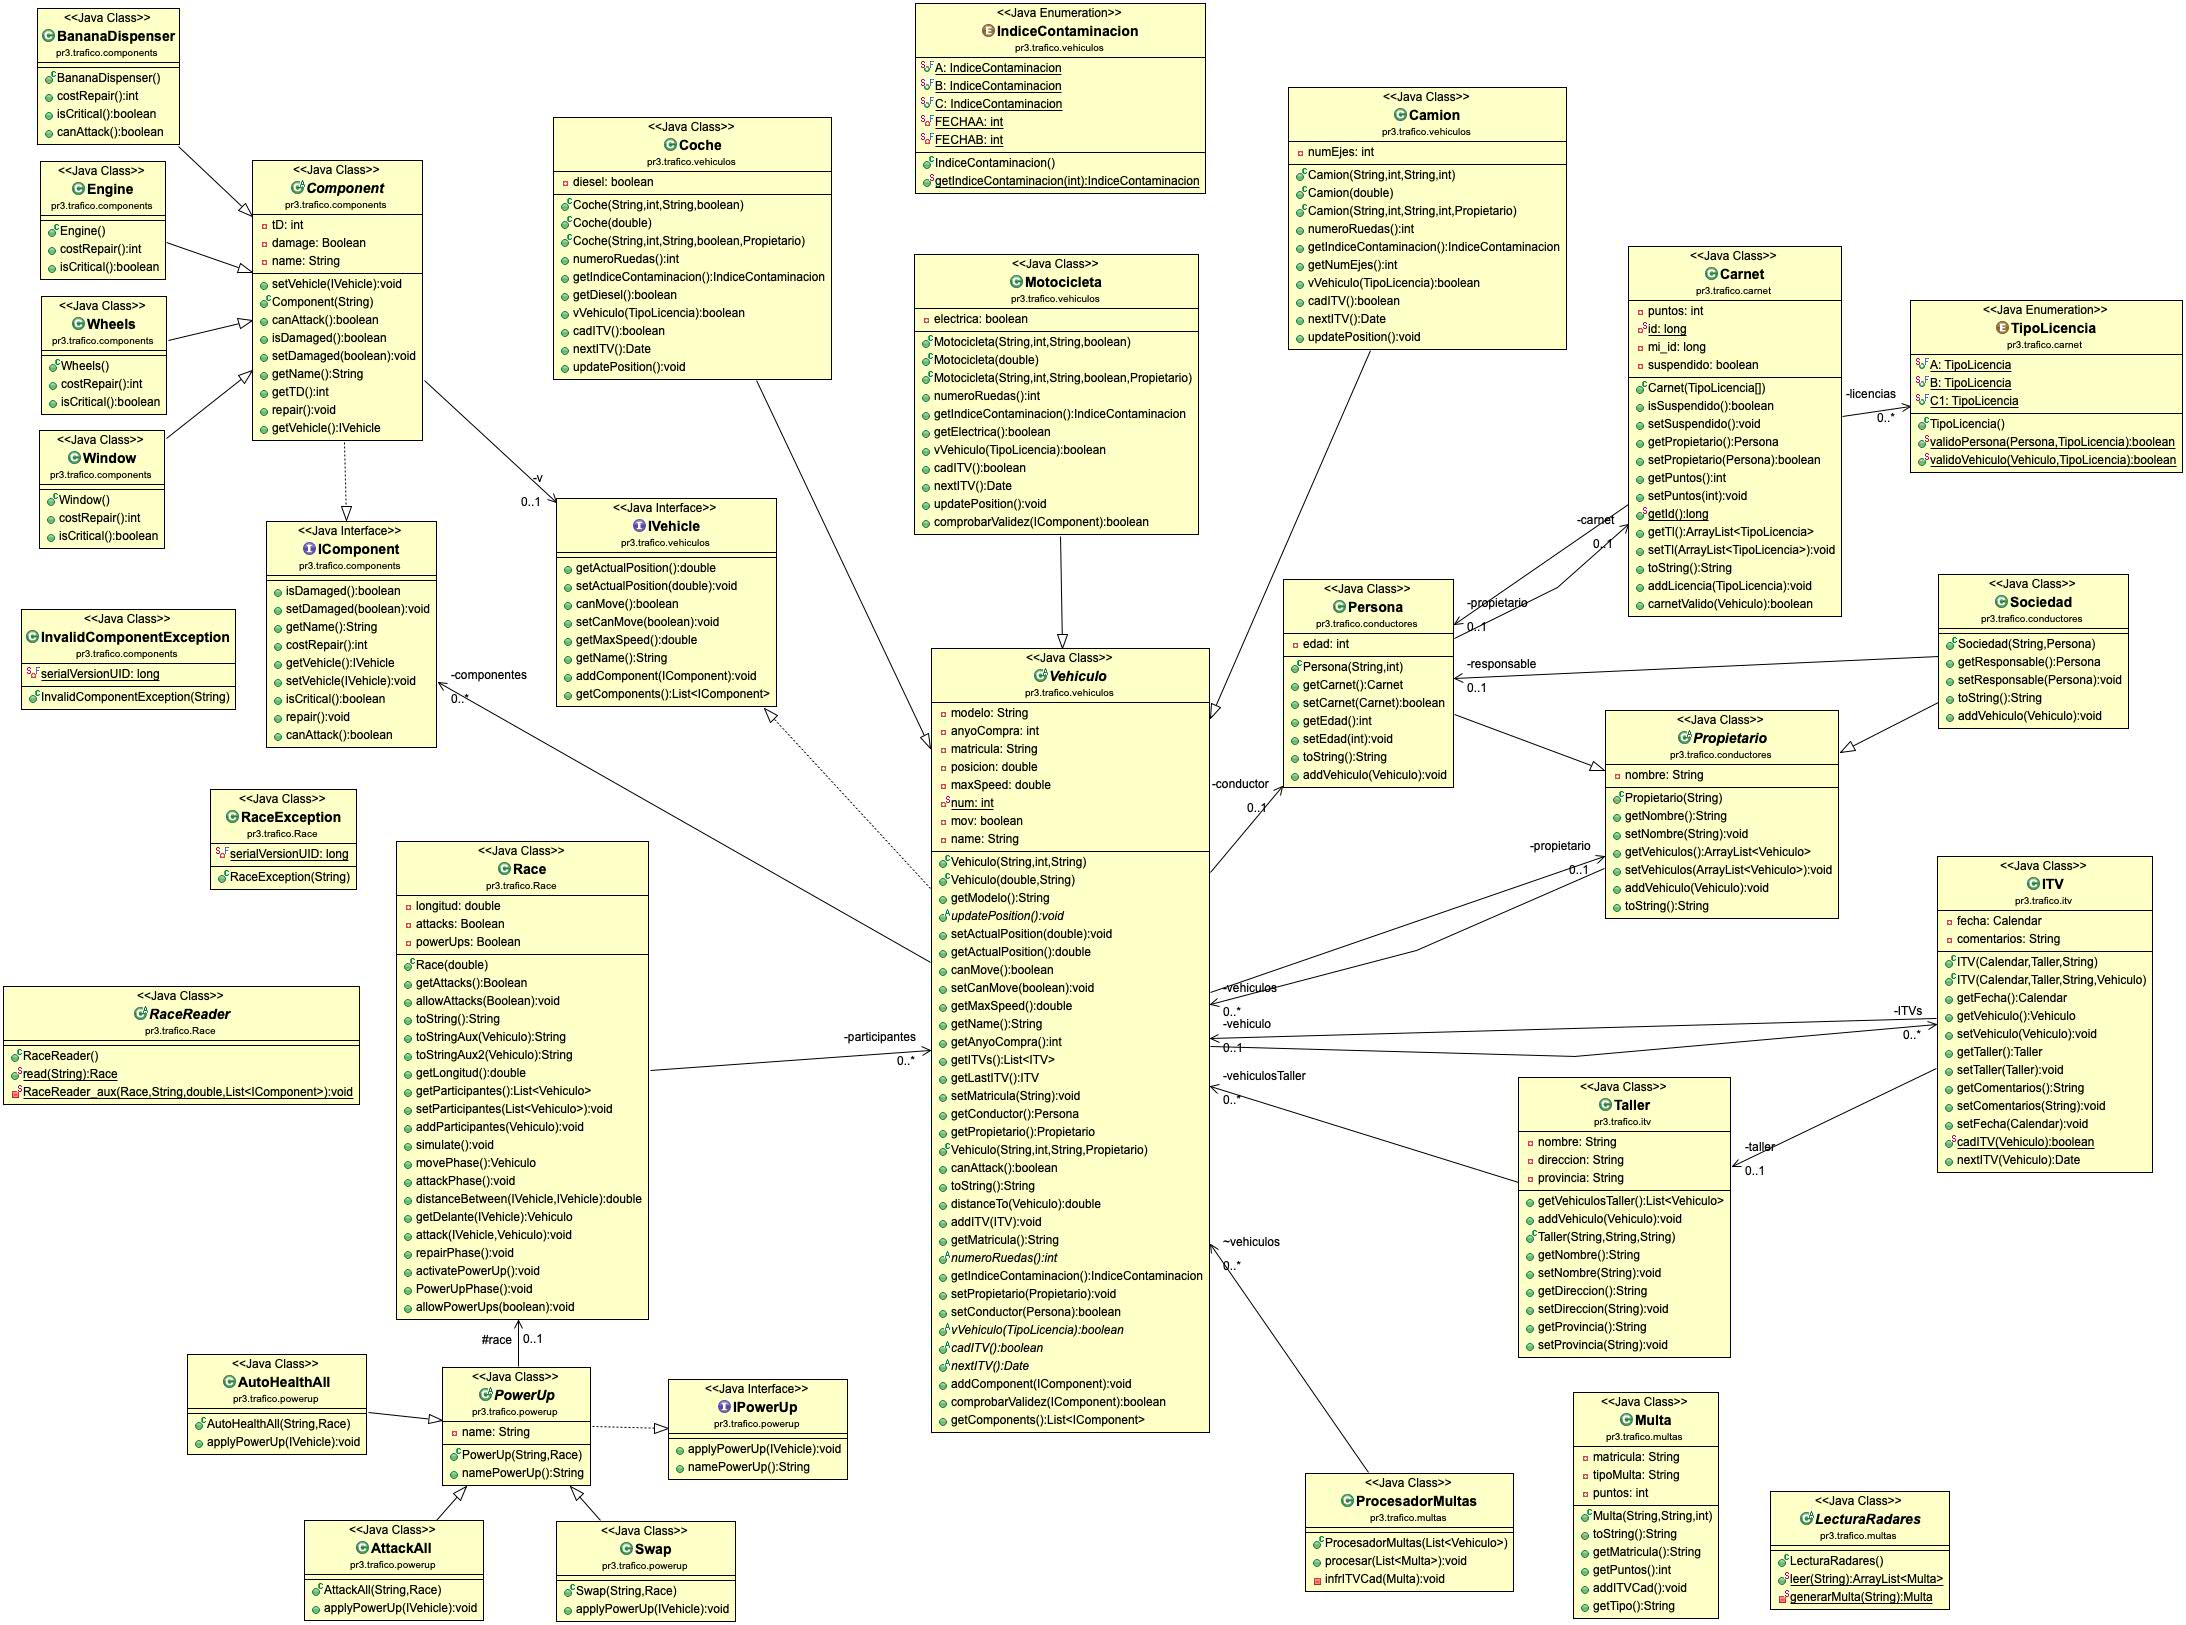 <<Java Class>>
BananaDispenser
pr3.trafico.components
BananaDispenser()
costRepair():int
isCritical():boolean
canAttack():boolean
<<Java Class>>
Engine
pr3.trafico.components
Engine()
costRepair():int
isCritical():boolean
<<Java Class>>
Wheels
pr3.trafico.components
Wheels()
costRepair():int
isCritical():boolean
<<Java Class>>
Window
pr3.trafico.components
Window()
costRepair():int
isCritical():boolean
<<Java Class>>
Component
pr3.trafico.components
tD: int
damage: Boolean
name: String
setVehicle(IVehicle):void
Component(String)
canAttack():boolean
isDamaged():boolean
setDamaged(boolean):void
getName():String
getTD():int
repair():void
getVehicle():IVehicle
<<Java Interface>>
IComponent
pr3.trafico.components
isDamaged():boolean
setDamaged(boolean):void
getName():String
costRepair():int
getVehicle():IVehicle
setVehicle(IVehicle):void
isCritical():boolean
repair():void
canAttack():boolean
<<Java Class>>
InvalidComponentException
pr3.trafico.components
serialVersionUID: long
InvalidComponentException(String)
<<Java Class>>
Coche
pr3.trafico.vehiculos
diesel: boolean
Coche(String,int,String,boolean)
Coche(double)
Coche(String,int,String,boolean,Propietario)
numeroRuedas():int
getIndiceContaminacion():IndiceContaminacion
getDiesel():boolean
vVehiculo(TipoLicencia):boolean
cadITV():boolean
nextITV():Date
updatePosition():void
-v
0..1
<<Java Interface>>
IVehicle
pr3.trafico.vehiculos
getActualPosition():double
setActualPosition(double):void
canMove():boolean
setCanMove(boolean):void
getMaxSpeed():double
getName():String
addComponent(IComponent):void
getComponents():List<IComponent>
-componentes
0..*
<<Java Enumeration>>
IndiceContaminacion
pr3.trafico.vehiculos
A: IndiceContaminacion
B: IndiceContaminacion
C: IndiceContaminacion
FECHAA: int
FECHAB: int
IndiceContaminacion()
getIndiceContaminacion(int):IndiceContaminacion
<<Java Class>>
Motocicleta
pr3.trafico.vehiculos
electrica: boolean
Motocicleta(String,int,String,boolean)
Motocicleta(double)
Motocicleta(String,int,String,boolean,Propietario)
numeroRuedas():int
getIndiceContaminacion():IndiceContaminacion
getElectrica():boolean
vVehiculo(TipoLicencia):boolean
cadITV():boolean
nextITV():Date
updatePosition():void
comprobarValidez(IComponent):boolean
<<Java Class>>
Camion
pr3.trafico.vehiculos
numEjes: int
Camion(String,int,String,int)
Camion(double)
Camion(String,int,String,int,Propietario)
numeroRuedas():int
getIndiceContaminacion():IndiceContaminacion
getNumEjes():int
vVehiculo(TipoLicencia):boolean
cadITV():boolean
nextITV():Date
updatePosition():void
<<Java Class>>
Carnet
pr3.trafico.carnet
puntos: int
id: long
mi_id: long
suspendido: boolean
Carnet(TipoLicencia[])
isSuspendido():boolean
setSuspendido():void
getPropietario():Persona
setPropietario(Persona):boolean
getPuntos():int
setPuntos(int):void
getId():long
getTl():ArrayList<TipoLicencia>
setTl(ArrayList<TipoLicencia>):void
toString():String
addLicencia(TipoLicencia):void
carnetValido(Vehiculo):boolean
-licencias
0..*
<<Java Enumeration>>
TipoLicencia
pr3.trafico.carnet
A: TipoLicencia
B: TipoLicencia
C1: TipoLicencia
TipoLicencia()
validoPersona(Persona,TipoLicencia):boolean
validoVehiculo(Vehiculo,TipoLicencia):boolean
-carnet
0..1
-propietario
0..1
<<Java Class>>
Persona
pr3.trafico.conductores
edad: int
Persona(String,int)
getCarnet():Carnet
setCarnet(Carnet):boolean
getEdad():int
setEdad(int):void
toString():String
addVehiculo(Vehiculo):void
-responsable
0..1
<<Java Class>>
Sociedad
pr3.trafico.conductores
Sociedad(String,Persona)
getResponsable():Persona
setResponsable(Persona):void
toString():String
addVehiculo(Vehiculo):void
<<Java Class>>
Propietario
pr3.trafico.conductores
nombre: String
Propietario(String)
getNombre():String
setNombre(String):void
getVehiculos():ArrayList<Vehiculo>
setVehiculos(ArrayList<Vehiculo>):void
addVehiculo(Vehiculo):void
toString():String
<<Java Class>>
Vehiculo
pr3.trafico.vehiculos
modelo: String
anyoCompra: int
matricula: String
posicion: double
maxSpeed: double
num: int
mov: boolean
name: String
Vehiculo(String,int,String)
Vehiculo(double,String)
getModelo():String
updatePosition():void
setActualPosition(double):void
getActualPosition():double
canMove():boolean
setCanMove(boolean):void
getMaxSpeed():double
getName():String
getAnyoCompra():int
getITVs():List<ITV>
getLastITV():ITV
setMatricula(String):void
getConductor():Persona
getPropietario():Propietario
Vehiculo(String,int,String,Propietario)
canAttack():boolean
toString():String
distanceTo(Vehiculo):double
addITV(ITV):void
getMatricula():String
numeroRuedas():int
getIndiceContaminacion():IndiceContaminacion
setPropietario(Propietario):void
setConductor(Persona):boolean
vVehiculo(TipoLicencia):boolean
cadITV():boolean
nextITV():Date
addComponent(IComponent):void
comprobarValidez(IComponent):boolean
getComponents():List<IComponent>
-conductor
0..1
-propietario
0..1
-vehiculos
0..*
-vehiculo
0..1
-ITVs
0..*
-vehiculosTaller
0..*
-taller
0..1
~vehiculos
0..*
<<Java Class>>
ITV
pr3.trafico.itv
fecha: Calendar
comentarios: String
ITV(Calendar,Taller,String)
ITV(Calendar,Taller,String,Vehiculo)
getFecha():Calendar
getVehiculo():Vehiculo
setVehiculo(Vehiculo):void
getTaller():Taller
setTaller(Taller):void
getComentarios():String
setComentarios(String):void
setFecha(Calendar):void
cadITV(Vehiculo):boolean
nextITV(Vehiculo):Date
<<Java Class>>
Taller
pr3.trafico.itv
nombre: String
direccion: String
provincia: String
getVehiculosTaller():List<Vehiculo>
addVehiculo(Vehiculo):void
Taller(String,String,String)
getNombre():String
setNombre(String):void
getDireccion():String
setDireccion(String):void
getProvincia():String
setProvincia(String):void
<<Java Class>>
RaceException
pr3.trafico.Race
serialVersionUID: long
RaceException(String)
<<Java Class>>
RaceReader
pr3.trafico.Race
RaceReader()
read(String):Race
RaceReader_aux(Race,String,double,List<IComponent>):void
<<Java Class>>
Race
pr3.trafico.Race
longitud: double
attacks: Boolean
powerUps: Boolean
Race(double)
getAttacks():Boolean
allowAttacks(Boolean):void
toString():String
toStringAux(Vehiculo):String
toStringAux2(Vehiculo):String
getLongitud():double
getParticipantes():List<Vehiculo>
setParticipantes(List<Vehiculo>):void
addParticipantes(Vehiculo):void
simulate():void
movePhase():Vehiculo
attackPhase():void
distanceBetween(IVehicle,IVehicle):double
getDelante(IVehicle):Vehiculo
attack(IVehicle,Vehiculo):void
repairPhase():void
activatePowerUp():void
PowerUpPhase():void
allowPowerUps(boolean):void
-participantes
0..*
#race
0..1
<<Java Class>>
AutoHealthAll
pr3.trafico.powerup
AutoHealthAll(String,Race)
applyPowerUp(IVehicle):void
<<Java Class>>
PowerUp
pr3.trafico.powerup
name: String
PowerUp(String,Race)
namePowerUp():String
<<Java Interface>>
IPowerUp
pr3.trafico.powerup
applyPowerUp(IVehicle):void
namePowerUp():String
<<Java Class>>
AttackAll
pr3.trafico.powerup
AttackAll(String,Race)
applyPowerUp(IVehicle):void
<<Java Class>>
Swap
pr3.trafico.powerup
Swap(String,Race)
applyPowerUp(IVehicle):void
<<Java Class>>
ProcesadorMultas
pr3.trafico.multas
ProcesadorMultas(List<Vehiculo>)
procesar(List<Multa>):void
infrITVCad(Multa):void
<<Java Class>>
Multa
pr3.trafico.multas
matricula: String
tipoMulta: String
puntos: int
Multa(String,String,int)
toString():String
getMatricula():String
getPuntos():int
addITVCad():void
getTipo():String
<<Java Class>>
LecturaRadares
pr3.trafico.multas
LecturaRadares()
leer(String):ArrayList<Multa>
generarMulta(String):Multa